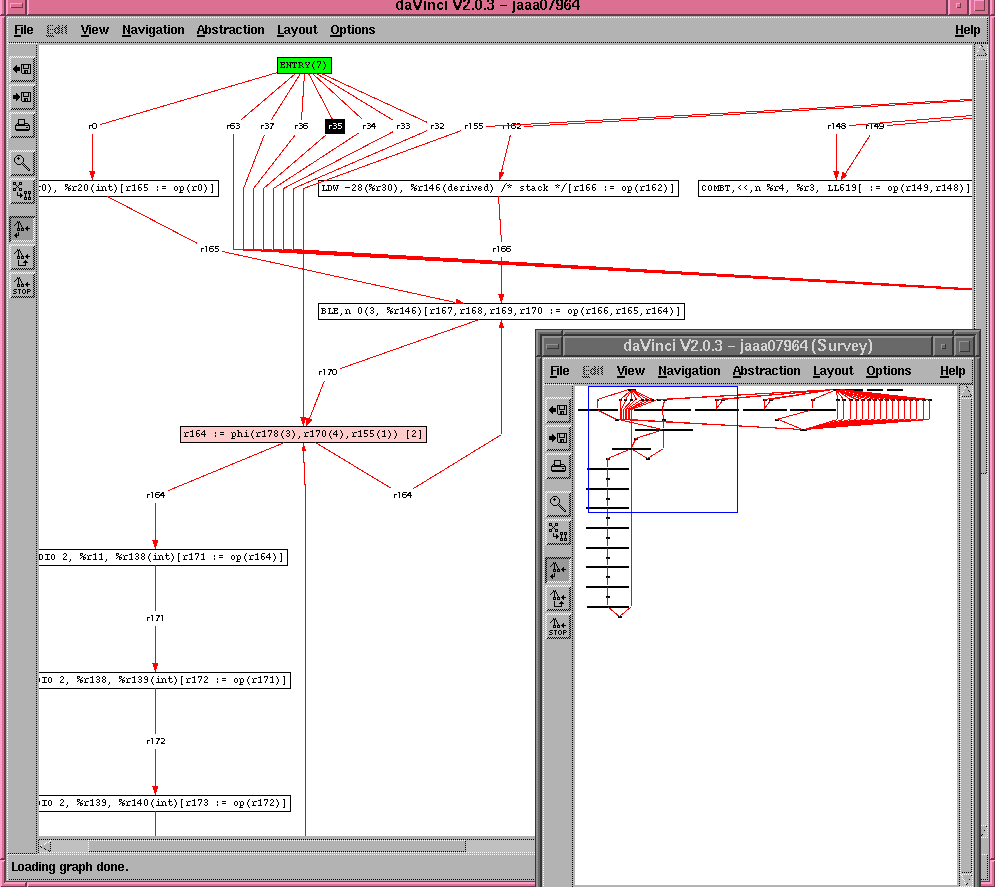 daVinci V2.0.3 – jaaa07964
File Edit View Navigation Abstraction Layout Options Help
ENTRY(7)
r0 r63 r37 r36 r35 r34 r33 r32 r155 r162 r148 r149
r0), %r20(int)[r165 := op(r0)]
LDW -28(%r30), %r146(derived) /* stack */[r166 := op(r162)]
COMBT,<<,n %r4, %r3, LL619[ := op(r149,r148)]
r165 r166
BLE,n 0(3, %r146)[r167,r168,r169,r170 := op(r166,r165,r164)]
r170
r164 := phi(r178(3),r170(4),r155(1)) [2]
r164 r164
DIO 2, %r11, %r138(int)[r171 := op(r164)]
r171
DIO 2, %r138, %r139(int)[r172 := op(r171)]
r172
DIO 2, %r139, %r140(int)[r173 := op(r172)]
STOP
Loading graph done.
daVinci V2.0.3 – jaaa07964 (Survey)
File Edit View Navigation Abstraction Layout Options Help
STOP